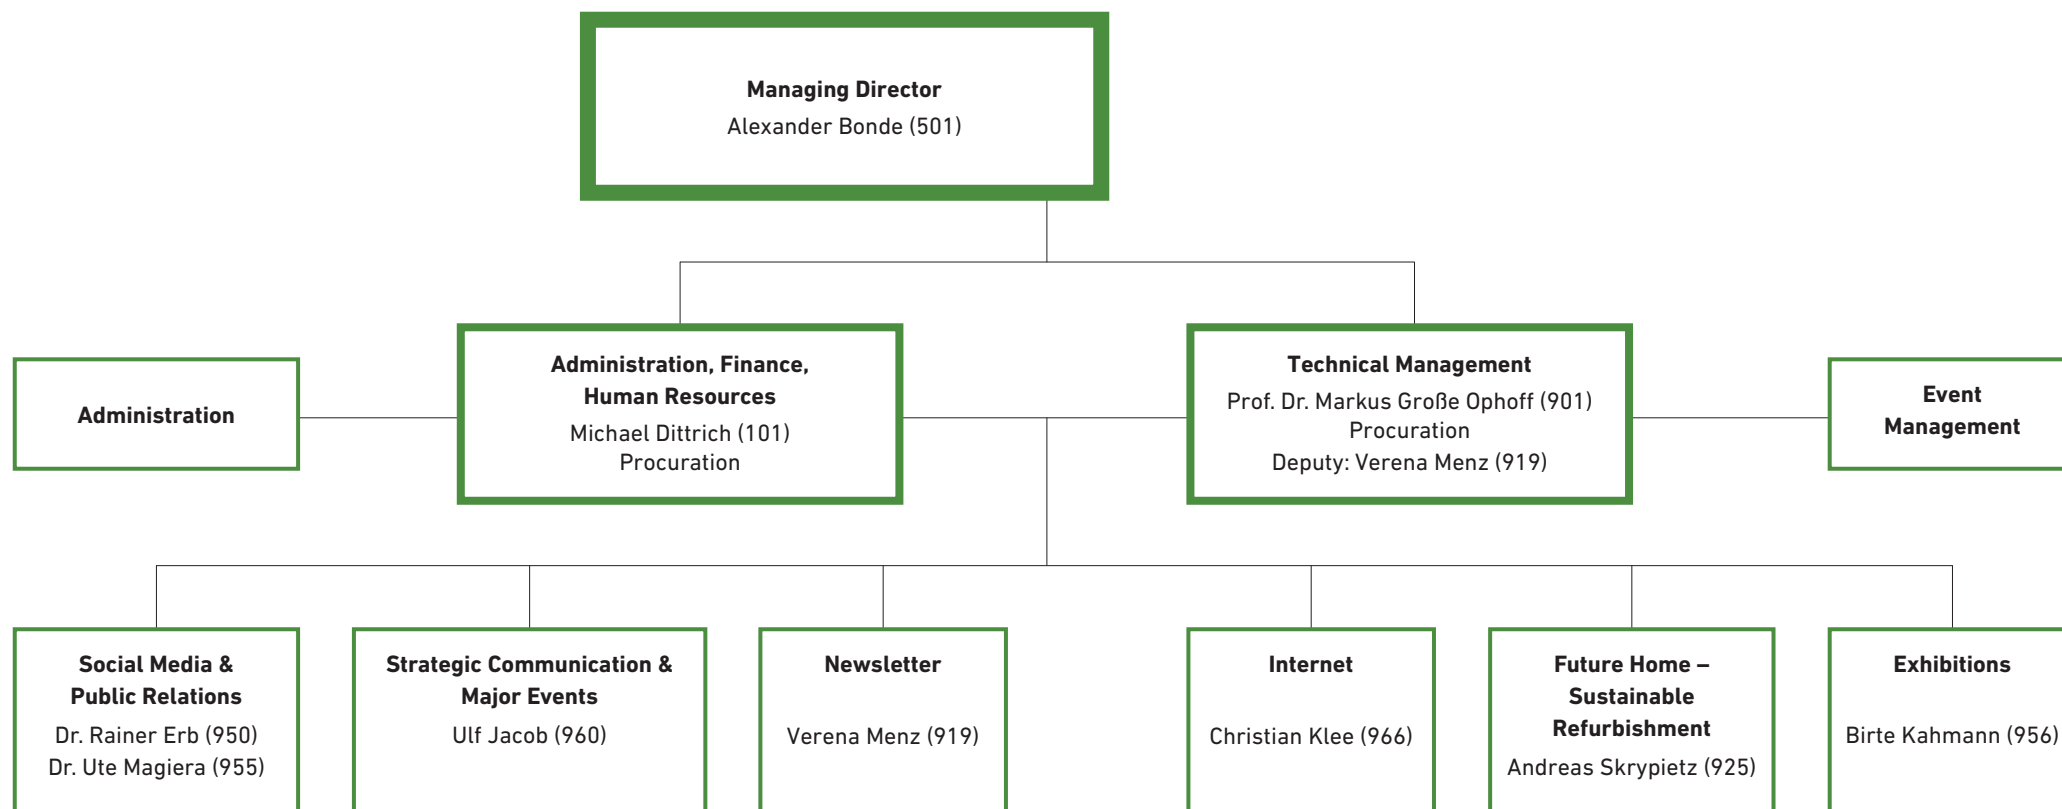 Managing Director
Alexander Bonde (501)
Administration
Administration, Finance,
Human Resources
Michael Dittrich (101)
Procuration
Technical Management
Prof. Dr. Markus Große Ophoff (901)
Procuration
Deputy: Verena Menz (919)
Event
Management
Social Media &
Public Relations
Dr. Rainer Erb (950)
Dr. Ute Magiera (955)
Strategic Communication &
Major Events
Ulf Jacob (960)
Newsletter
Verena Menz (919)
Internet
Christian Klee (966)
Future Home –
Sustainable
Refurbishment
Andreas Skrypietz (925)
Exhibitions
Birte Kahmann (956)